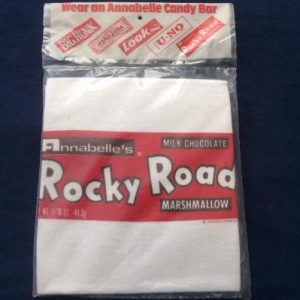 Wear an Annabelle Candy Bar
BIG HUNK
Look
U-NO
Rocky Road
Annabelle's
MILK CHOCOLATE
Rocky Road
MARSHMALLOW